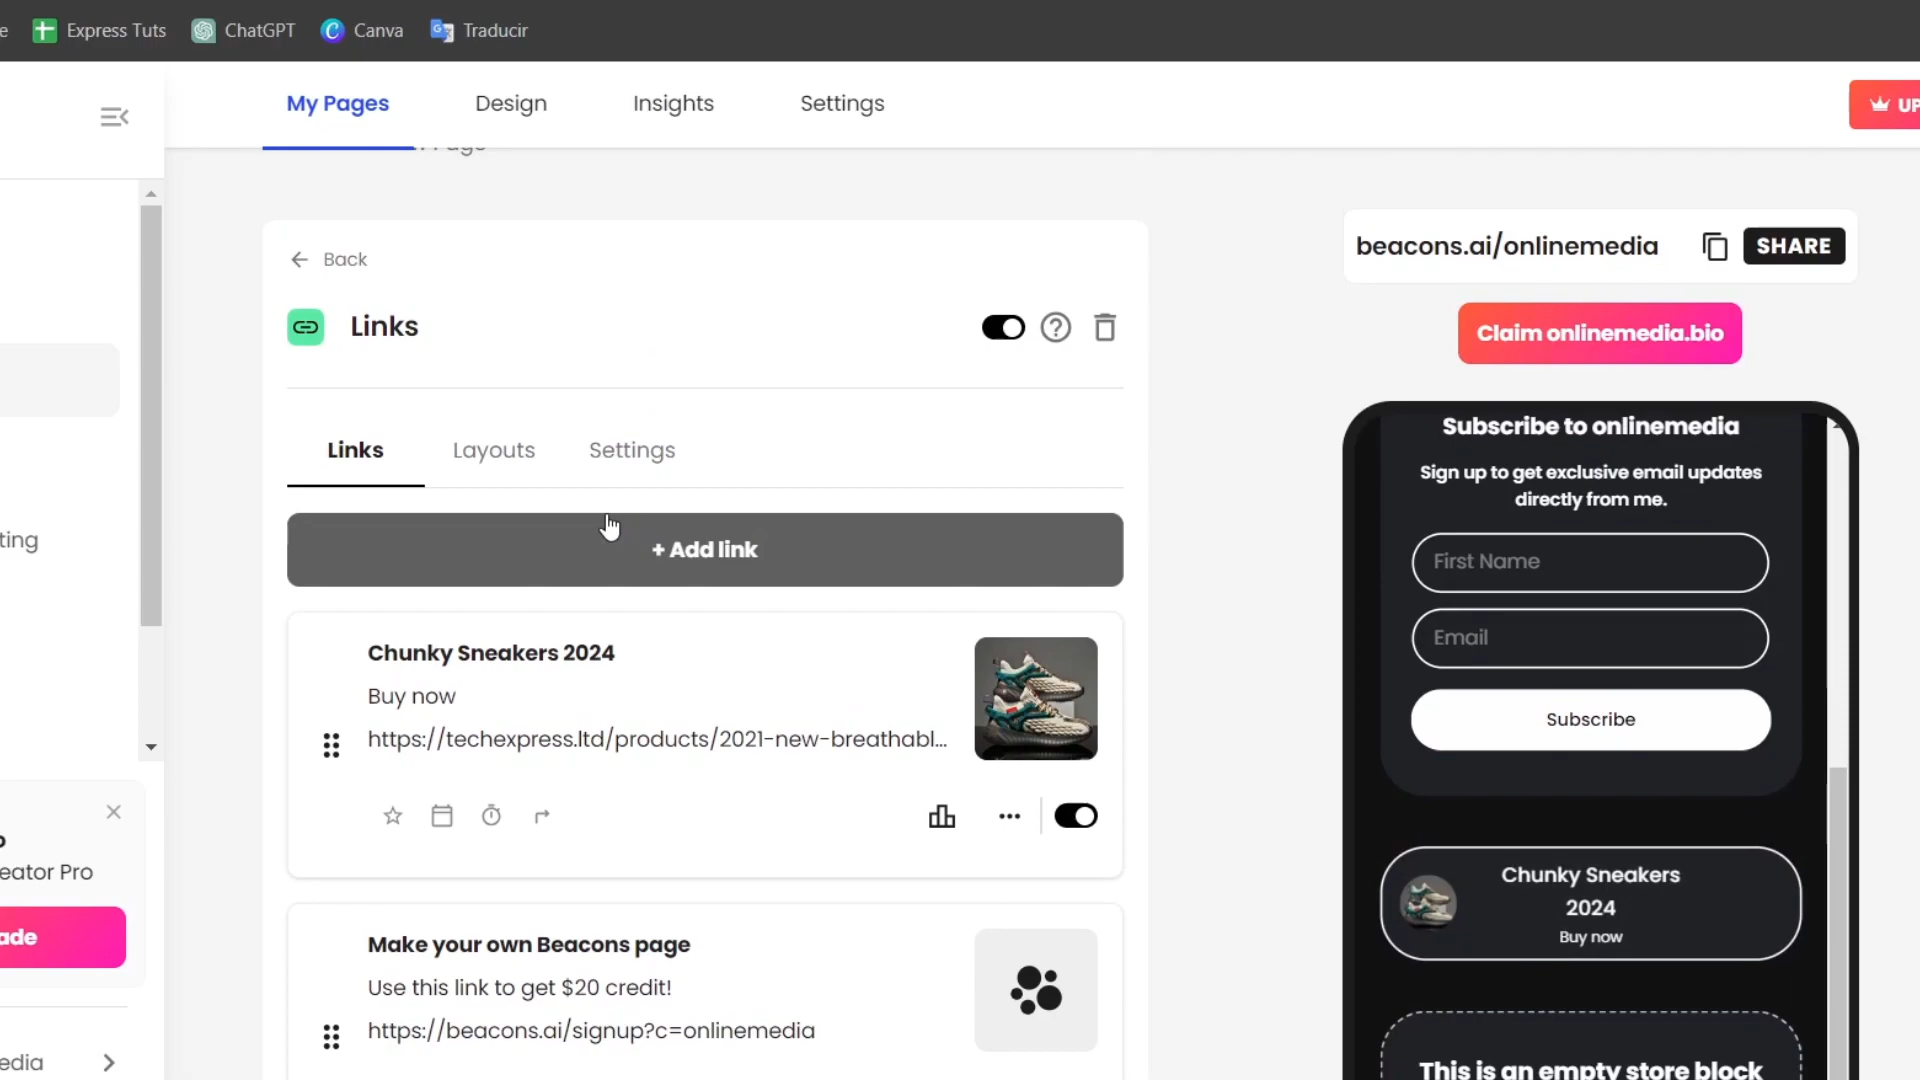 e Express Tuts ChatGPT Canva Traducir
My Pages Design Insights Settings
UP
Page
Back
Links
Links Layouts Settings
+ Add link
Chunky Sneakers 2024
Buy now
https://techexpress.ltd/products/2021-new-breathabl...
Make your own Beacons page
Use this link to get $20 credit!
https://beacons.ai/signup?c=onlinemedia
ting
eator Pro
ade
edia
beacons.ai/onlinemedia SHARE
Claim onlinemedia.bio
Subscribe to onlinemedia
Sign up to get exclusive email updates
directly from me.
First Name
Email
Subscribe
Chunky Sneakers
2024
Buy now
This is an empty store block